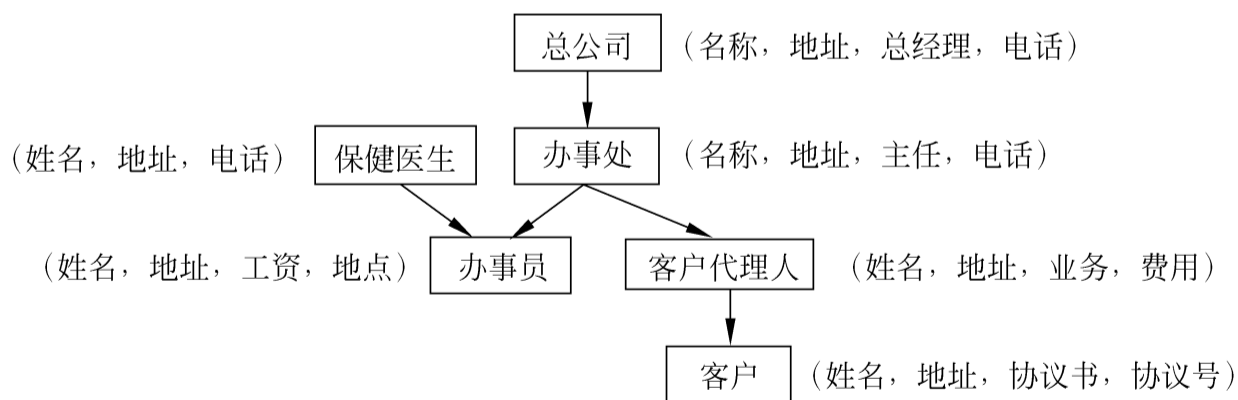 总公司 （名称，地址，总经理，电话）
（姓名，地址，电话） 保健医生 办事处 （名称，地址，主任，电话）
（姓名，地址，工资，地点） 办事员 客户代理人 （姓名，地址，业务，费用）
客户 （姓名，地址，协议书，协议号）